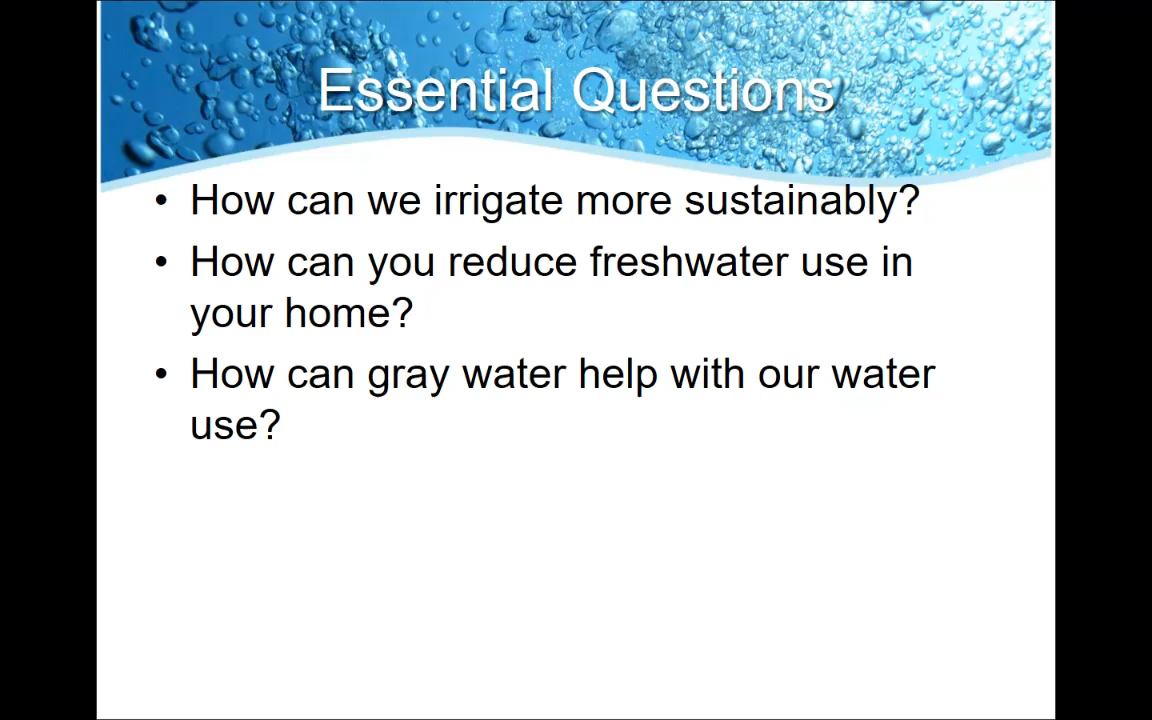 Essential Questions
• How can we irrigate more sustainably?
• How can you reduce freshwater use in
your home?
• How can gray water help with our water
use?